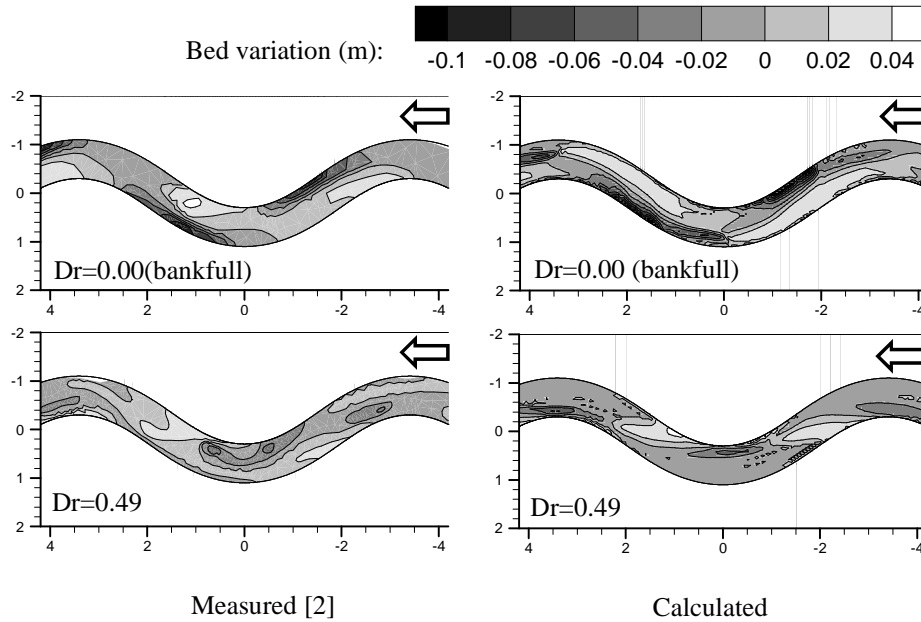 Bed variation (m):
-0.1 -0.08 -0.06 -0.04 -0.02 0 0.02 0.04
-2
-1
0
1
2
Dr=0.00(bankfull)
4 2 0 -2 -4
-2
-1
0
1
2
Dr=0.00 (bankfull)
4 2 0 -2 -4
-2
-1
0
1
2
Dr=0.49
4 2 0 -2 -4
-2
-1
0
1
2
Dr=0.49
4 2 0 -2 -4
Measured [2]
Calculated